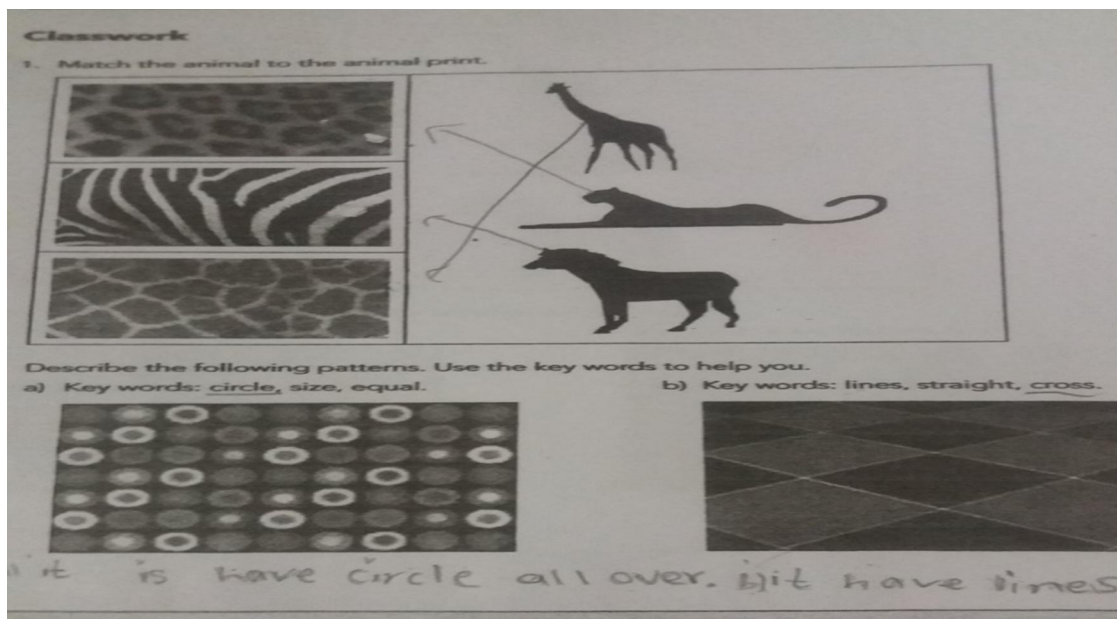 Classwork
1. Match the animal to the animal print.
Describe the following patterns. Use the key words to help you.
a) Key words: circle, size, equal.
b) Key words: lines, straight, cross.
it is have circle all over. b) it have lines